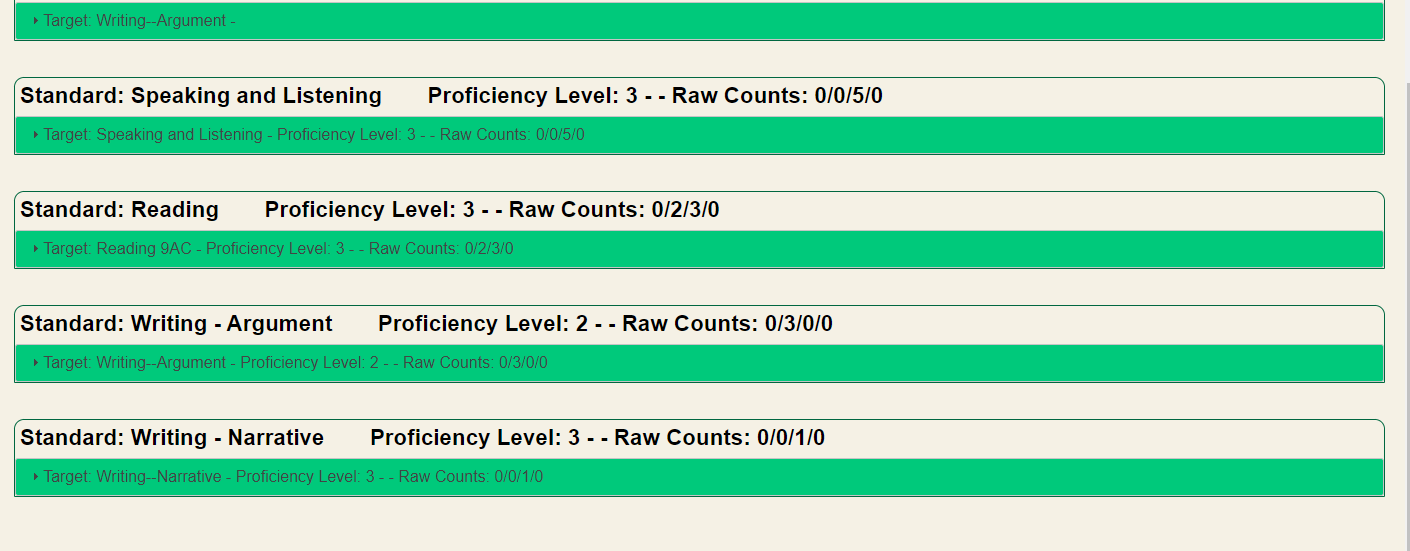 Target: Writing--Argument -
Standard: Speaking and Listening Proficiency Level: 3 - - Raw Counts: 0/0/5/0
Target: Speaking and Listening - Proficiency Level: 3 - - Raw Counts: 0/0/5/0
Standard: Reading Proficiency Level: 3 - - Raw Counts: 0/2/3/0
Target: Reading 9AC - Proficiency Level: 3 - - Raw Counts: 0/2/3/0
Standard: Writing - Argument Proficiency Level: 2 - - Raw Counts: 0/3/0/0
Target: Writing--Argument - Proficiency Level: 2 - - Raw Counts: 0/3/0/0
Standard: Writing - Narrative Proficiency Level: 3 - - Raw Counts: 0/0/1/0
Target: Writing--Narrative - Proficiency Level: 3 - - Raw Counts: 0/0/1/0